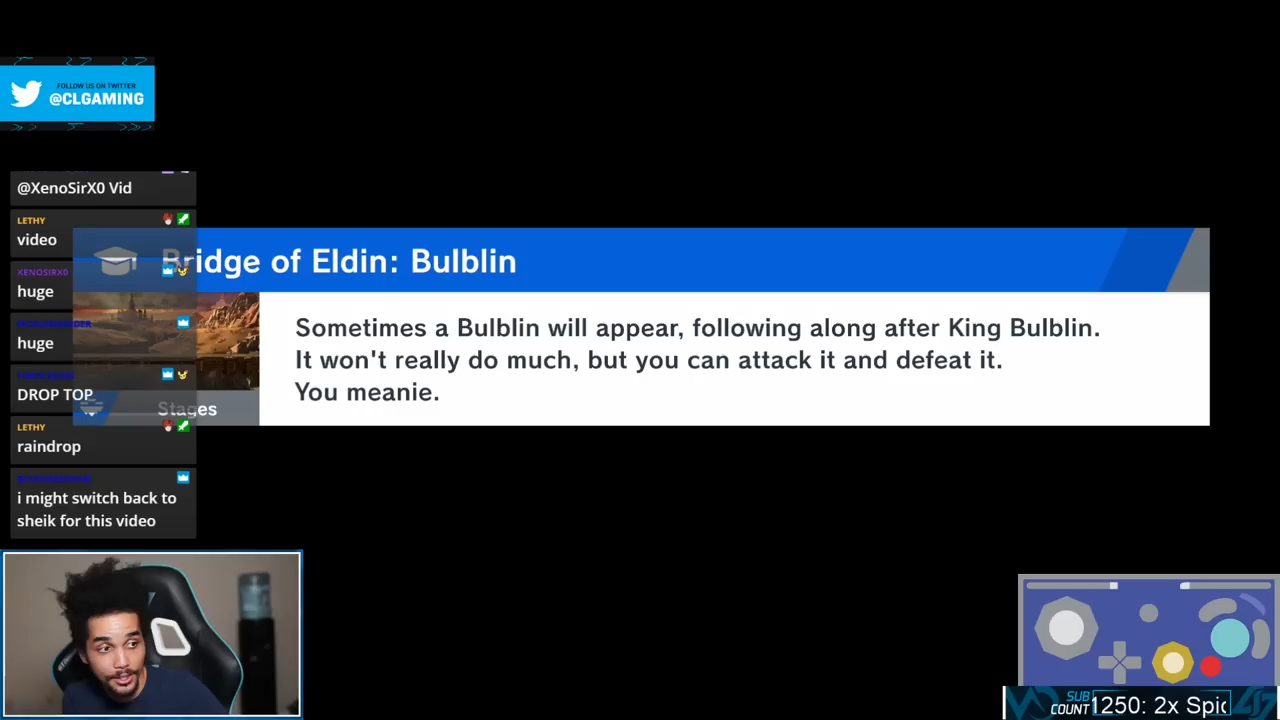 FOLLOW US ON TWITTER
@CLGAMING
@XenoSirX0 Vid
LETHY
video
XENOSIRX0
huge
huge
DROP TOP
LETHY
raindrop
i might switch back to
sheik for this video
Bridge of Eldin: Bulblin
Sometimes a Bulblin will appear, following along after King Bulblin.
It won't really do much, but you can attack it and defeat it.
You meanie.
Stages
SUB
COUNT
1250: 2x Spic